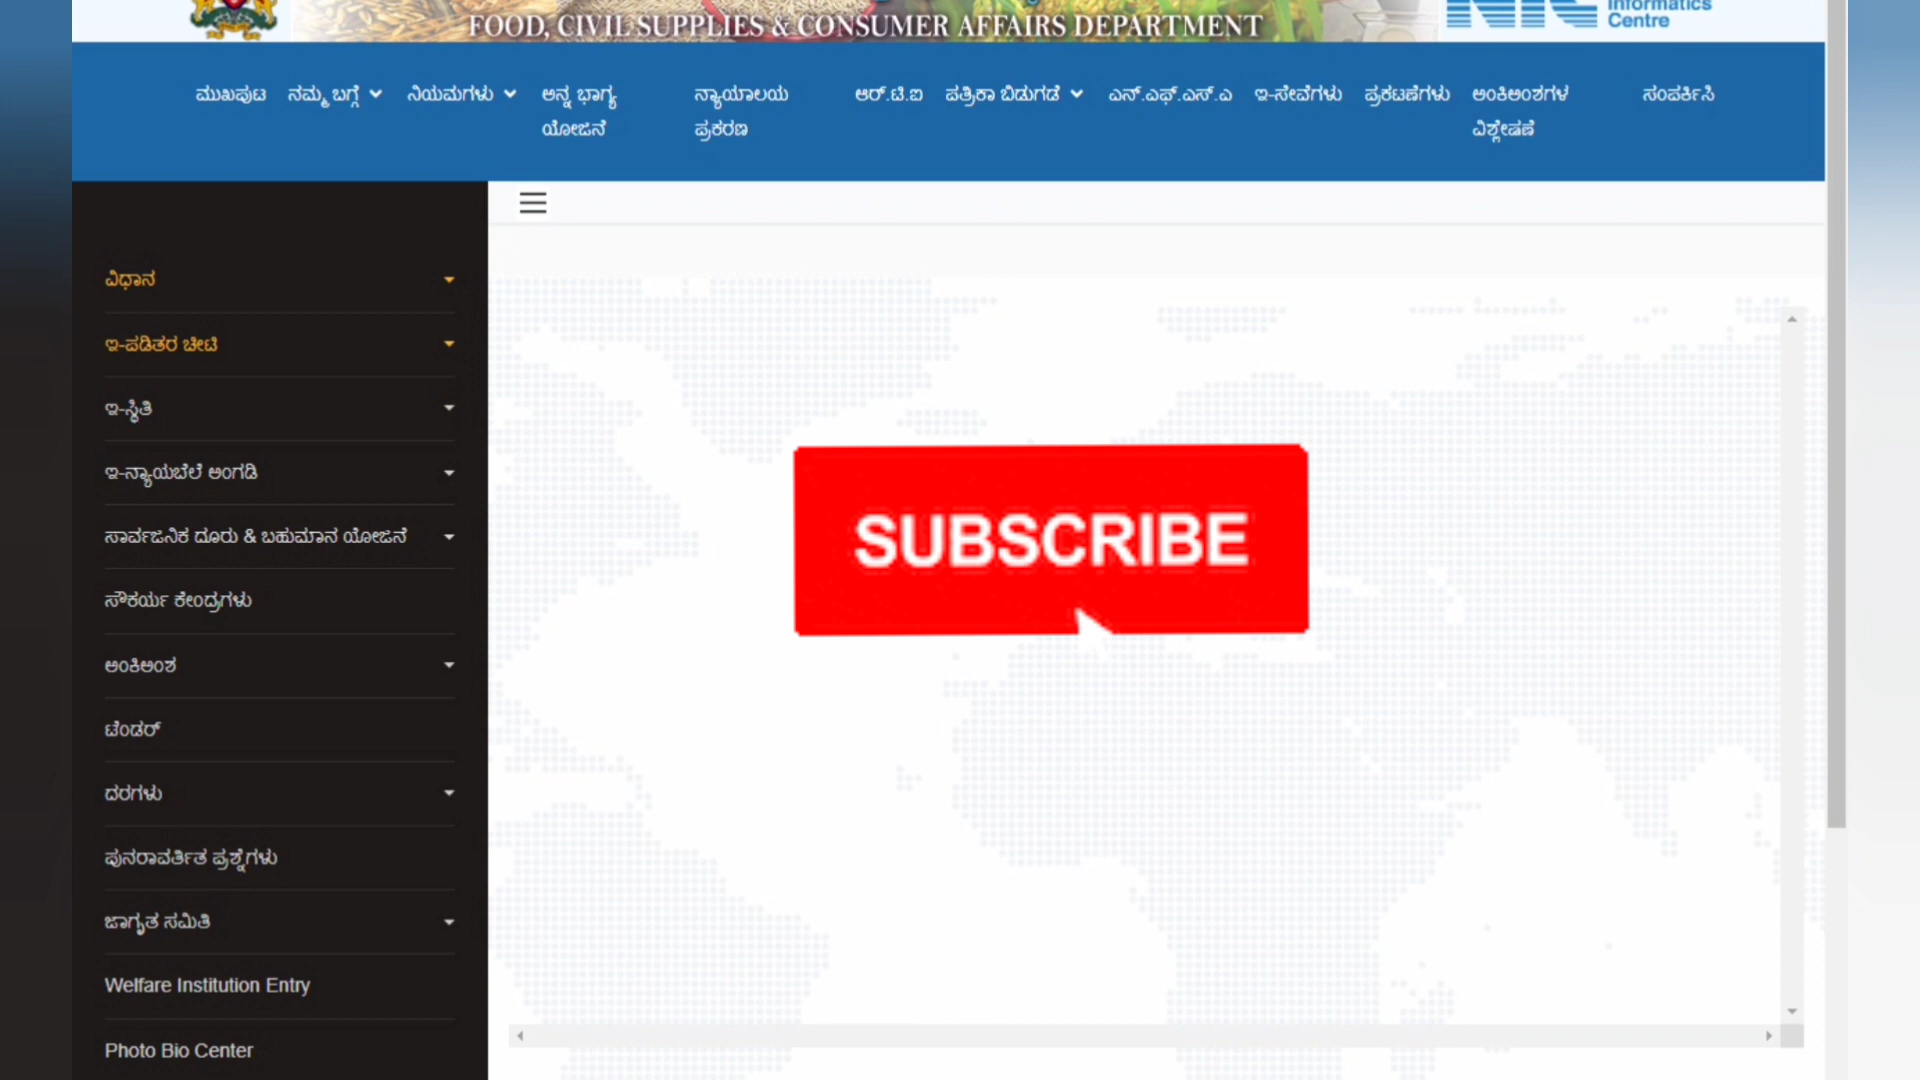 Informatics
Centre
FOOD, CIVIL SUPPLIES & CONSUMER AFFAIRS DEPARTMENT
ಮುಖಪುಟ ನಮ್ಮ ಬಗ್ಗೆ ನಿಯಮಗಳು ಅನ್ನ ಭಾಗ್ಯ ನ್ಯಾಯಾಲಯ ಆರ್.ಟಿ.ಐ ಪತ್ರಿಕಾ ಬಿಡುಗಡೆ ಎನ್.ಎಫ್.ಎಸ್.ಎ ಇ-ಸೇವೆಗಳು ಪ್ರಕಟಣೆಗಳು ಅಂಕಿಅಂಶಗಳ ಸಂಪರ್ಕಿಸಿ
ಯೋಜನೆ ಪ್ರಕರಣ ವಿಶ್ಲೇಷಣೆ
ವಿಧಾನ
ಇ-ಪಡಿತರ ಚೀಟಿ
ಇ-ಸ್ಥಿತಿ
ಇ-ನ್ಯಾಯಬೆಲೆ ಅಂಗಡಿ
ಸಾರ್ವಜನಿಕ ದೂರು & ಬಹುಮಾನ ಯೋಜನೆ
ಸೌಕರ್ಯ ಕೇಂದ್ರಗಳು
ಅಂಕಿಅಂಶ
ಟೆಂಡರ್
ದರಗಳು
ಪುನರಾವರ್ತಿತ ಪ್ರಶ್ನೆಗಳು
ಜಾಗೃತ ಸಮಿತಿ
Welfare Institution Entry
Photo Bio Center
SUBSCRIBE